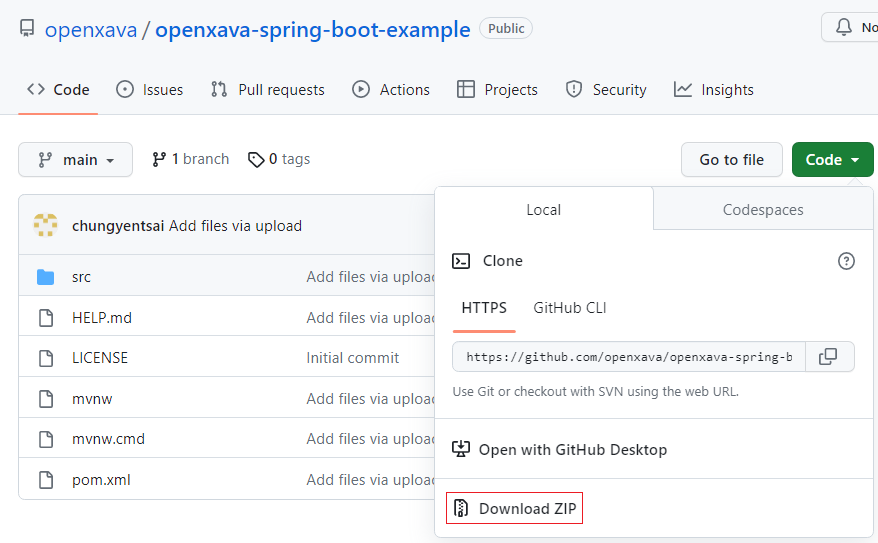 openxava / openxava-spring-boot-example Public No
Code Issues Pull requests Actions Projects Security Insights
main 1 branch 0 tags Go to file Code
chungyentsai Add files via upload
src Add files via upload
HELP.md Add files via upload
LICENSE Initial commit
mvnw Add files via upload
mvnw.cmd Add files via upload
pom.xml Add files via upload
Local Codespaces
Clone
HTTPS GitHub CLI
https://github.com/openxava/openxava-spring-b
Use Git or checkout with SVN using the web URL.
Open with GitHub Desktop
Download ZIP